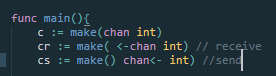 func main(){
c := make(chan int)
cr := make( <-chan int) // receive
cs := make() chan<- int) //send